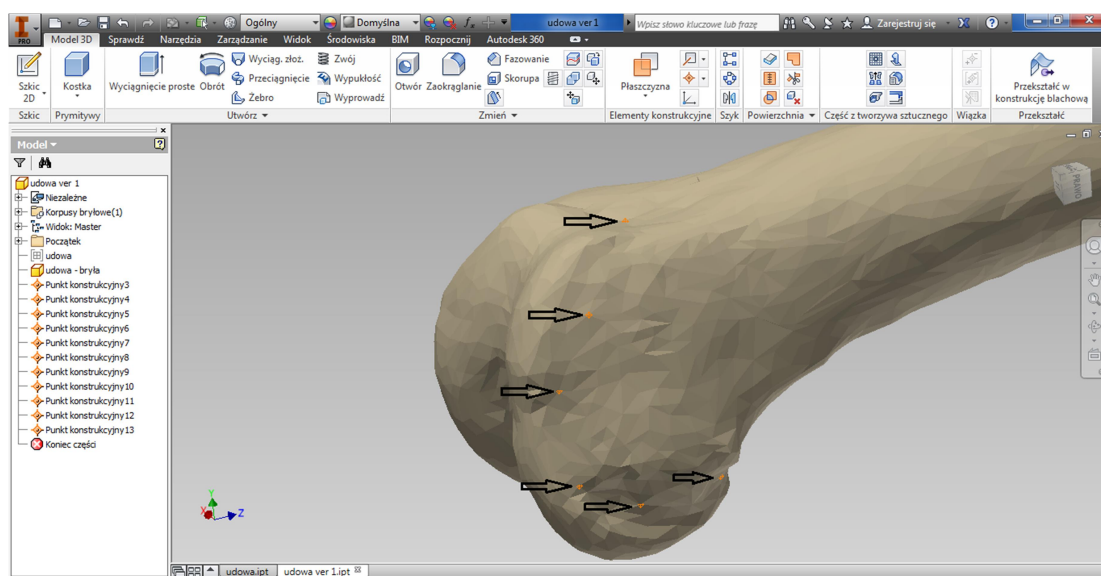 PRO
Ogólny
Domyślna
udowa ver 1
Wpisz słowo kluczowe lub frazę
Zarejestruj się
Model 3D Sprawdź Narzędzia Zarządzanie Widok Środowiska BIM Rozpocznij Autodesk 360
Szkic 2D
Kostka
Wyciągnięcie proste
Obrót
Wyciąg. złoż.
Przeciągnięcie
Żebro
Zwój
Wypukłość
Wyprowadź
Otwór
Zaokrąglanie
Fazowanie
Skorupa
Płaszczyzna
Przekształć w
konstrukcję blachową
Szkic Prymitywy Utwórz Zmień Elementy konstrukcyjne Szyk Powierzchnia Część z tworzywa sztucznego Wiązka Przekształć
Model
udowa ver 1
Niezależne
Korpusy bryłowe(1)
Widok: Master
Początek
udowa
udowa - bryła
Punkt konstrukcyjny3
Punkt konstrukcyjny4
Punkt konstrukcyjny5
Punkt konstrukcyjny6
Punkt konstrukcyjny7
Punkt konstrukcyjny8
Punkt konstrukcyjny9
Punkt konstrukcyjny10
Punkt konstrukcyjny11
Punkt konstrukcyjny12
Punkt konstrukcyjny13
Koniec części
PRAWO
Y
X Z
udowa.ipt udowa ver 1.ipt